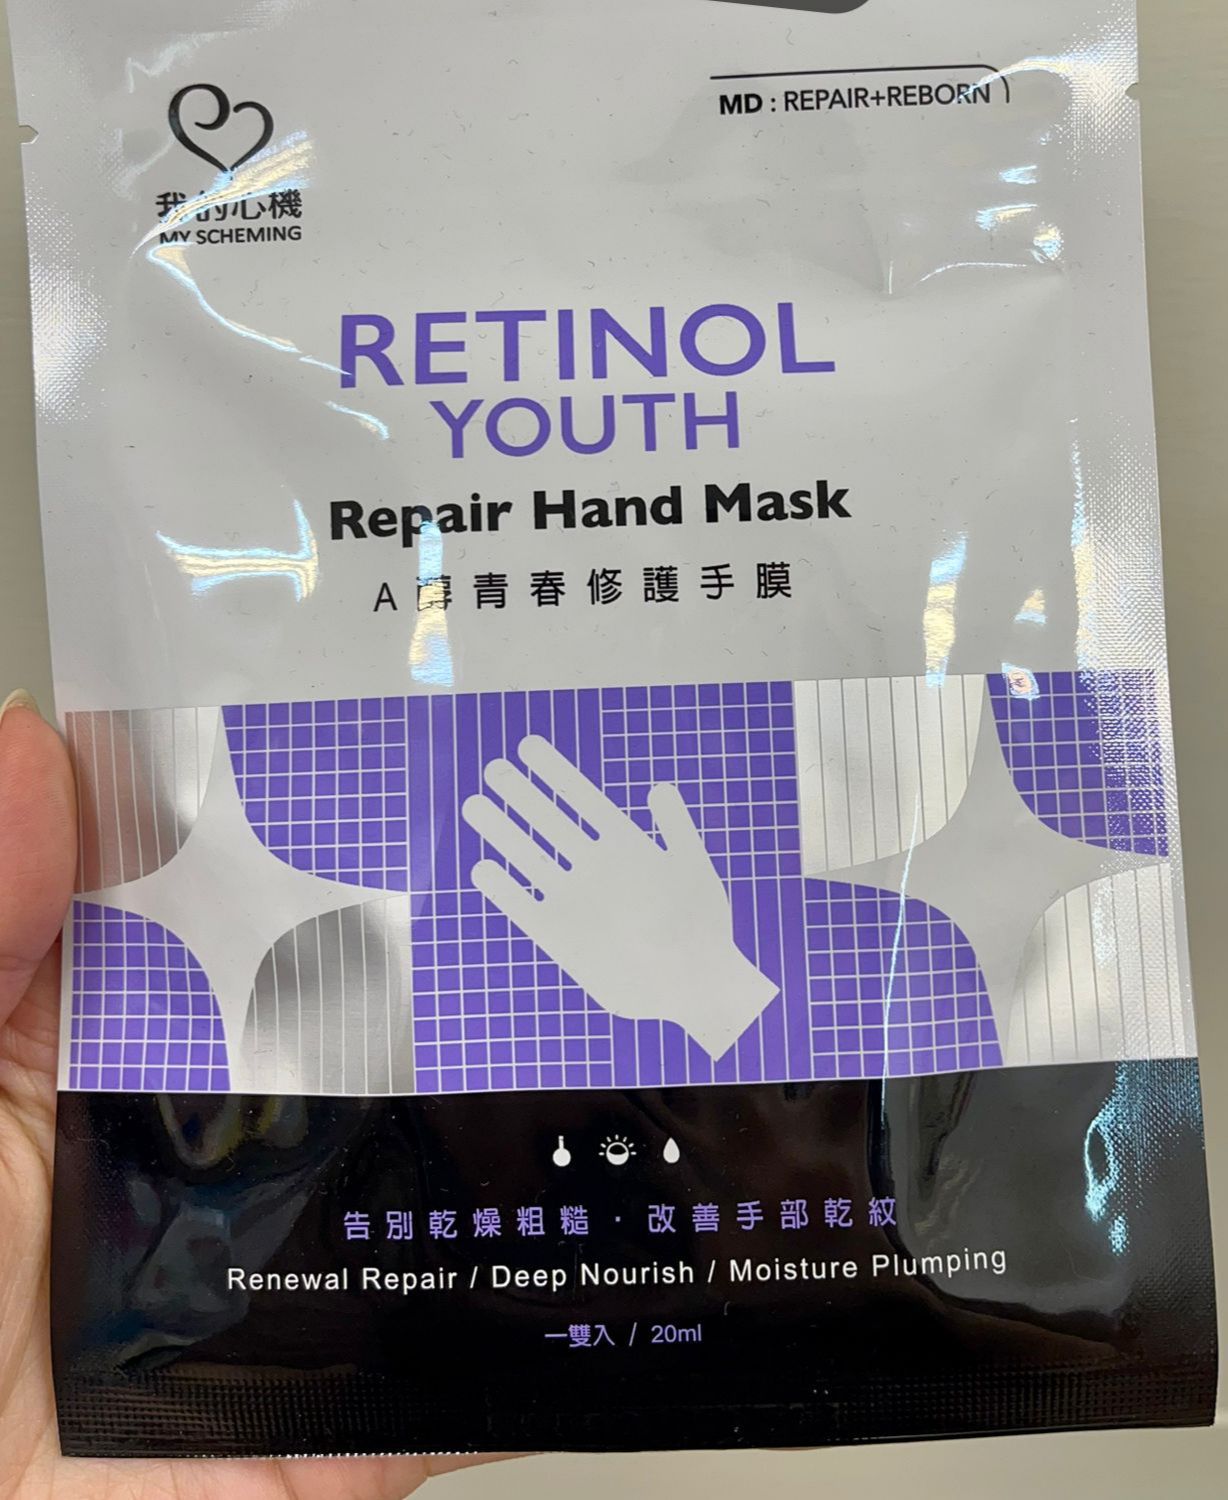 MD : REPAIR+REBORN
我的心機
MY SCHEMING
RETINOL
YOUTH
Repair Hand Mask
A醇青春修護手膜
告別乾燥粗糙・改善手部乾紋
Renewal Repair / Deep Nourish / Moisture Plumping
一雙入 / 20ml